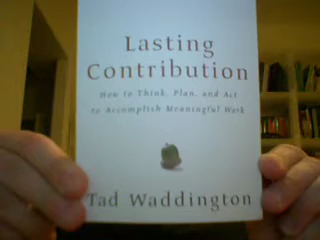 Lasting
Contribution
How to Think, Plan, and Act
to Accomplish Meaningful Work
Tad Waddington